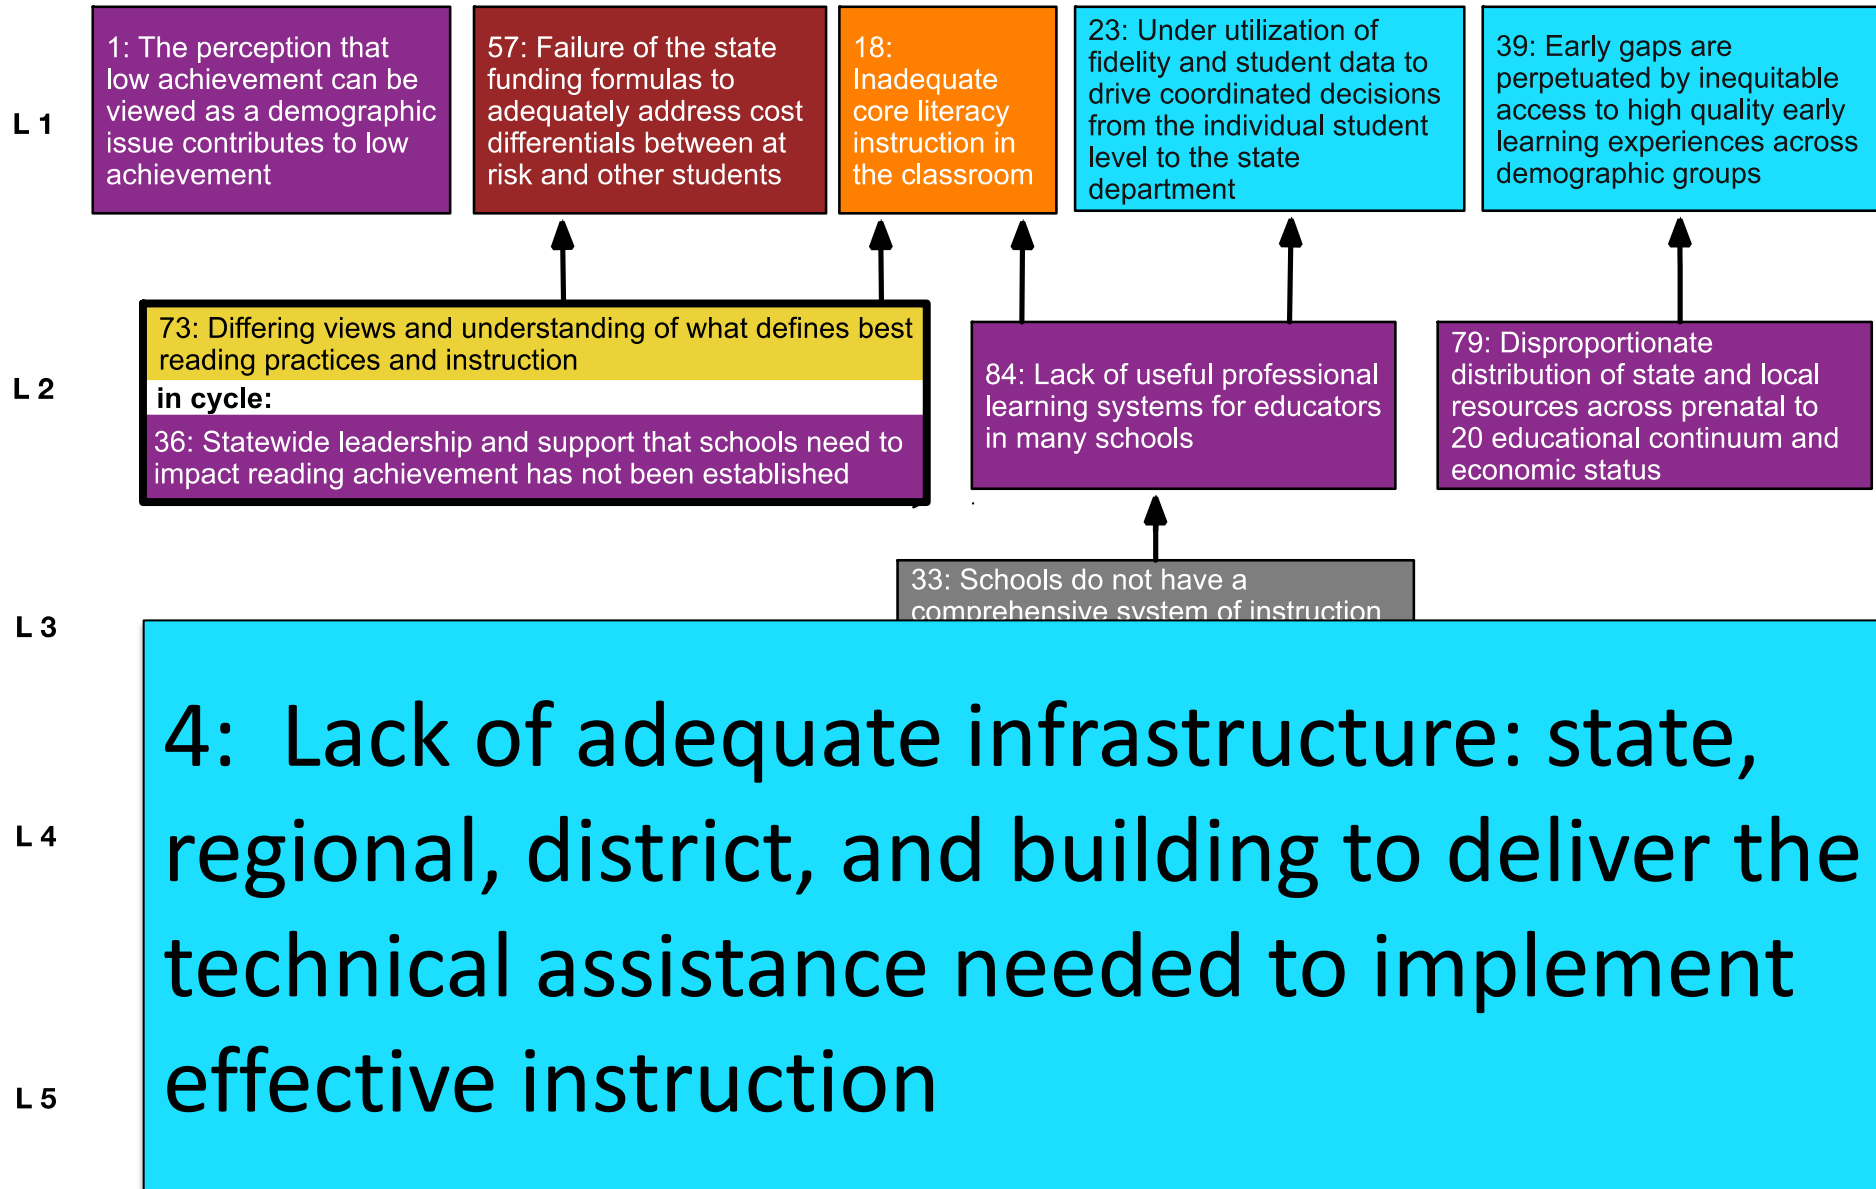 L 1
1: The perception that
low achievement can be
viewed as a demographic
issue contributes to low
achievement
57: Failure of the state
funding formulas to
adequately address cost
differentials between at
risk and other students
18:
Inadequate
core literacy
instruction in
the classroom
23: Under utilization of
fidelity and student data to
drive coordinated decisions
from the individual student
level to the state
department
39: Early gaps are
perpetuated by inequitable
access to high quality early
learning experiences across
demographic groups
L 2
73: Differing views and understanding of what defines best
reading practices and instruction
in cycle:
36: Statewide leadership and support that schools need to
impact reading achievement has not been established
84: Lack of useful professional
learning systems for educators
in many schools
79: Disproportionate
distribution of state and local
resources across prenatal to
20 educational continuum and
economic status
L 3
33: Schools do not have a
comprehensive system of instruction
L 4
L 5
4:  Lack of adequate infrastructure: state,
regional, district, and building to deliver the
technical assistance needed to implement
effective instruction